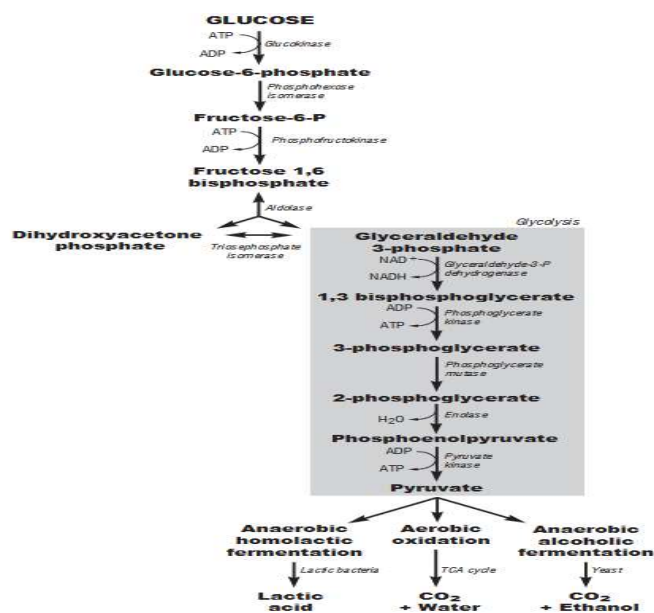 GLUCOSE
ATP
ADP
Glucokinase
Glucose-6-phosphate
Phosphohexose
isomerase
Fructose-6-P
ATP
ADP
Phosphofructokinase
Fructose 1,6
bisphosphate
Aldolase
Glycolysis
Dihydroxyacetone
phosphate
Triosephosphate
isomerase
Glyceraldehyde
3-phosphate
NAD
NADH
Glyceraldehyde-3-P
dehydrogenase
1,3 bisphosphoglycerate
ADP
ATP
Phosphoglycerate
kinase
3-phosphoglycerate
Phosphoglycerate
mutase
2-phosphoglycerate
H₂O
Enolase
Phosphoenolpyruvate
ADP
ATP
Pyruvate
kinase
Pyruvate
Anaerobic
homolactic
fermentation
Aerobic
oxidation
Anaerobic
alcoholic
fermentation
Lactic bacteria
TCA cycle
Yeast
Lactic
acid
CO₂
+ Water
CO₂
+ Ethanol